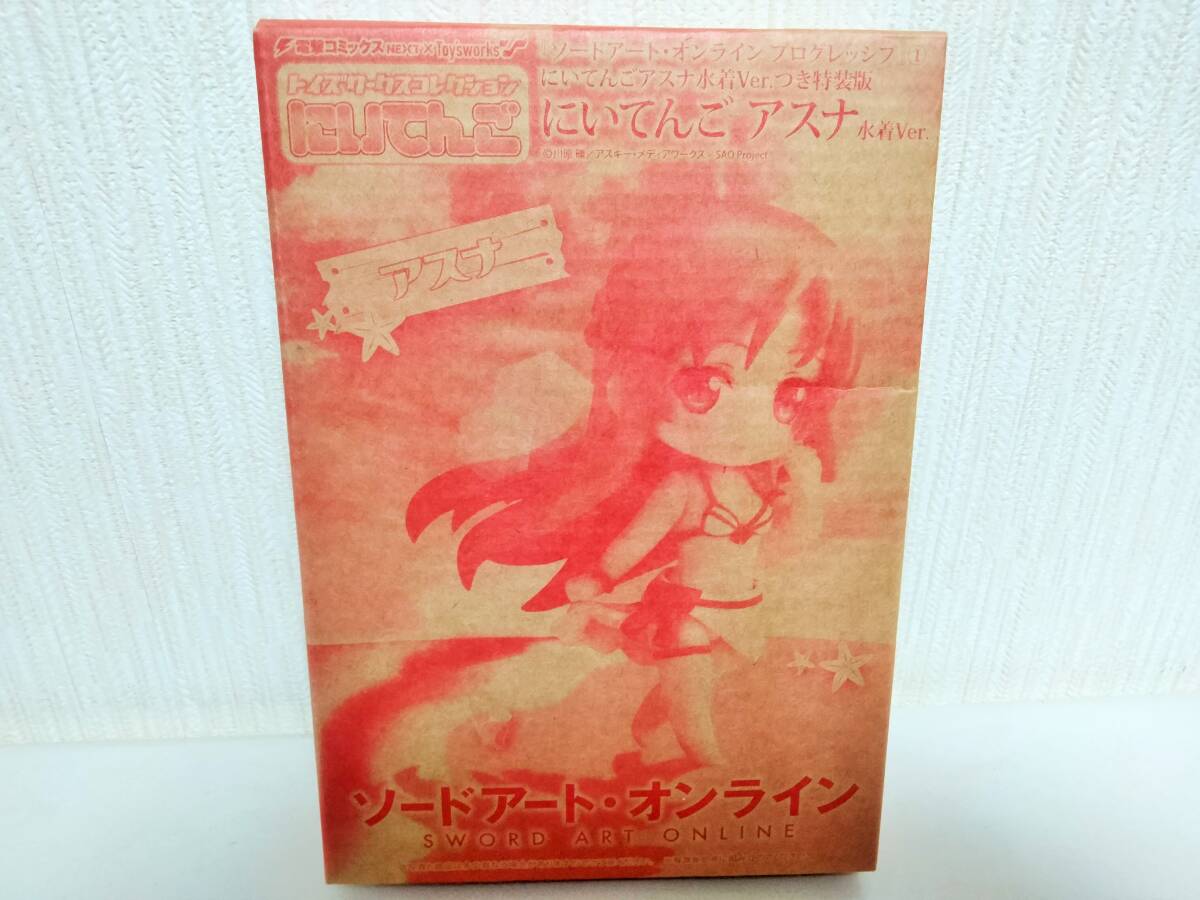 電撃コミックスNEXT×Toysworks
トイズワークスコレクション
にいてんご
『ソードアート・オンライン プログレッシブ』①
にいてんごアスナ水着Ver.つき特装版
にいてんご アスナ 水着Ver.
©川原 礫／アスキー・メディアワークス・SAO Project
アスナ
ソードアート・オンライン
SWORD ART ONLINE